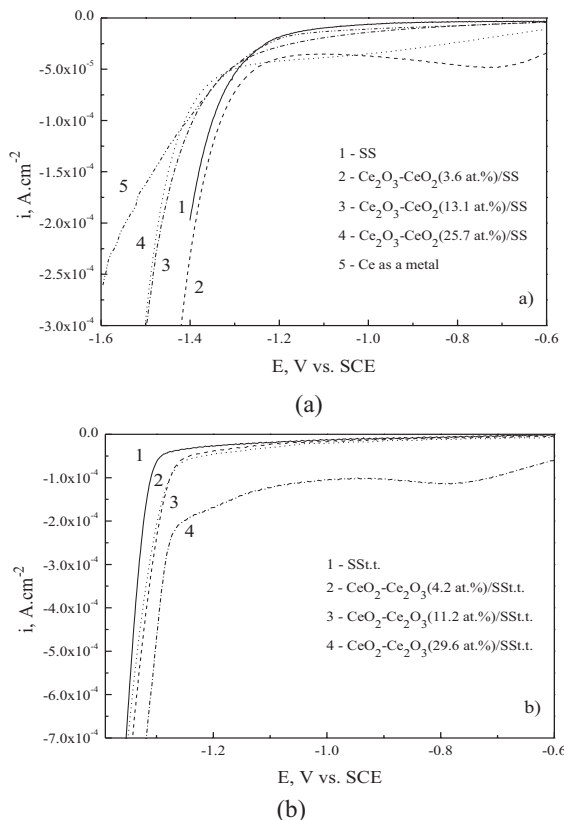 0.0
-5.0x10⁻⁵
-1.0x10⁻⁴
-1.5x10⁻⁴
-2.0x10⁻⁴
-2.5x10⁻⁴
-3.0x10⁻⁴
i, A.cm⁻²
1 - SS
2 - Ce₂O₃-CeO₂(3.6 at.%)/SS
3 - Ce₂O₃-CeO₂(13.1 at.%)/SS
4 - Ce₂O₃-CeO₂(25.7 at.%)/SS
5 - Ce as a metal
5
4
3
1
2
a)
-1.6 -1.4 -1.2 -1.0 -0.8 -0.6
E, V vs. SCE
(a)
0.0
-1.0x10⁻⁴
-2.0x10⁻⁴
-3.0x10⁻⁴
-4.0x10⁻⁴
-5.0x10⁻⁴
-6.0x10⁻⁴
-7.0x10⁻⁴
i, A.cm⁻²
1
2
3
4
1 - SSt.t.
2 - CeO₂-Ce₂O₃(4.2 at.%)/SSt.t.
3 - CeO₂-Ce₂O₃(11.2 at.%)/SSt.t.
4 - CeO₂-Ce₂O₃(29.6 at.%)/SSt.t.
b)
-1.2 -1.0 -0.8 -0.6
E, V vs. SCE
(b)